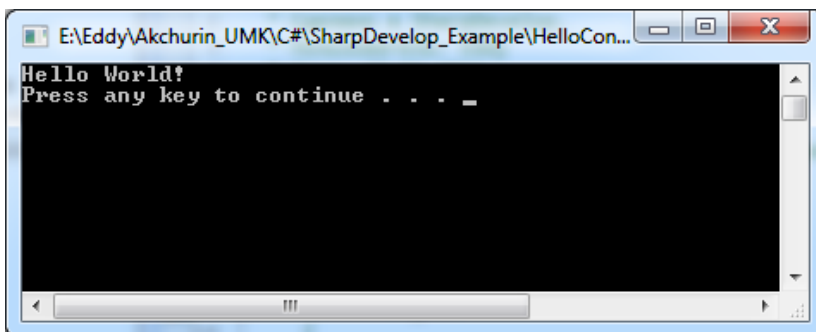 E:\Eddy\Akchurin_UMK\C#\SharpDevelop_Example\HelloCon...
Hello World!
Press any key to continue . . . _